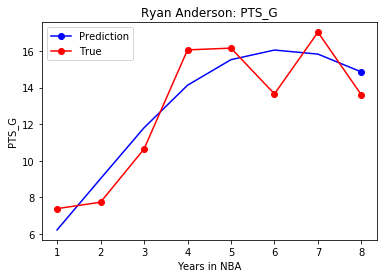 Ryan Anderson: PTS_G
Prediction
True
PTS_G
16
14
12
10
8
6
1 2 3 4 5 6 7 8
Years in NBA